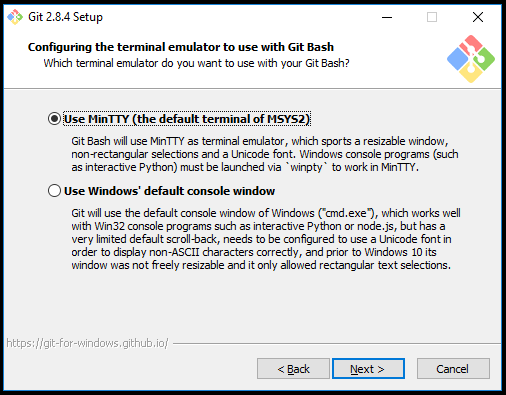 Git 2.8.4 Setup
Configuring the terminal emulator to use with Git Bash
Which terminal emulator do you want to use with your Git Bash?
Use MinTTY (the default terminal of MSYS2)
Git Bash will use MinTTY as terminal emulator, which sports a resizable window,
non-rectangular selections and a Unicode font. Windows console programs (such
as interactive Python) must be launched via `winpty` to work in MinTTY.
Use Windows' default console window
Git will use the default console window of Windows ("cmd.exe"), which works well
with Win32 console programs such as interactive Python or node.js, but has a
very limited default scroll-back, needs to be configured to use a Unicode font in
order to display non-ASCII characters correctly, and prior to Windows 10 its
window was not freely resizable and it only allowed rectangular text selections.
https://git-for-windows.github.io/
< Back
Next >
Cancel